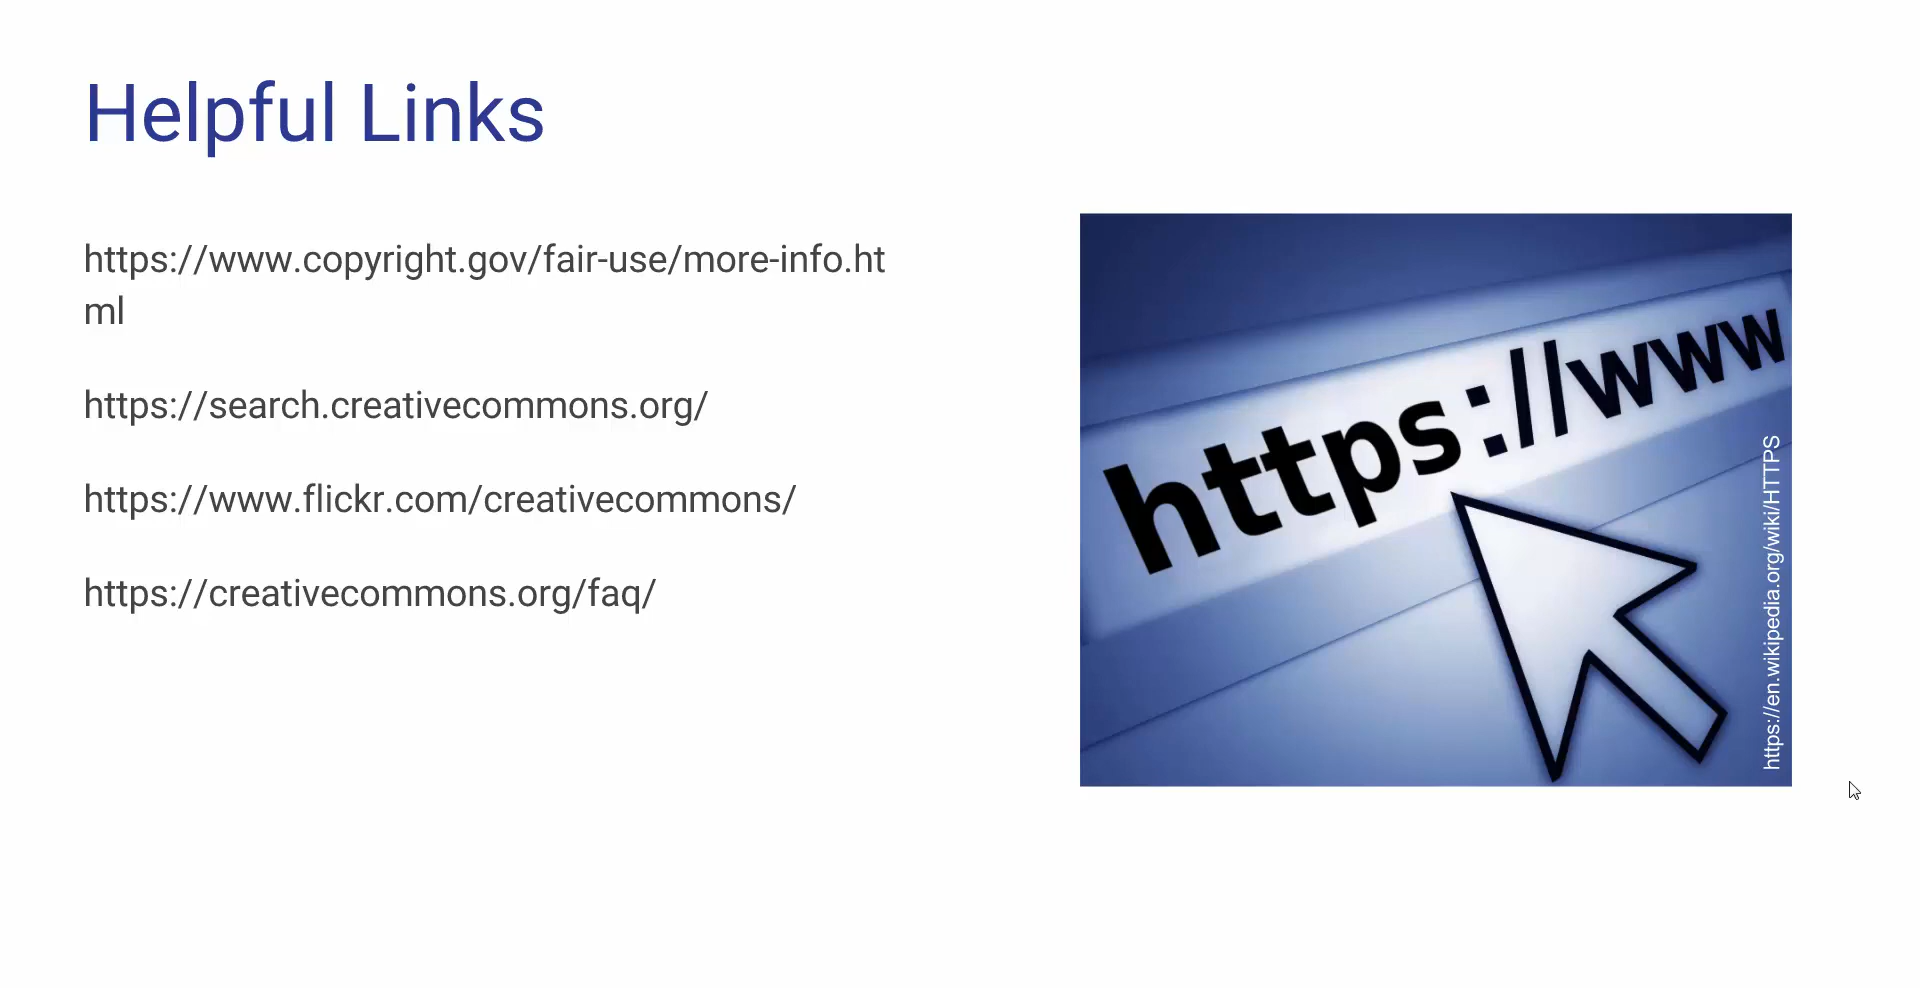 Helpful Links
https://www.copyright.gov/fair-use/more-info.ht
ml
https://search.creativecommons.org/
https://www.flickr.com/creativecommons/
https://creativecommons.org/faq/
https://www
https://en.wikipedia.org/wiki/HTTPS